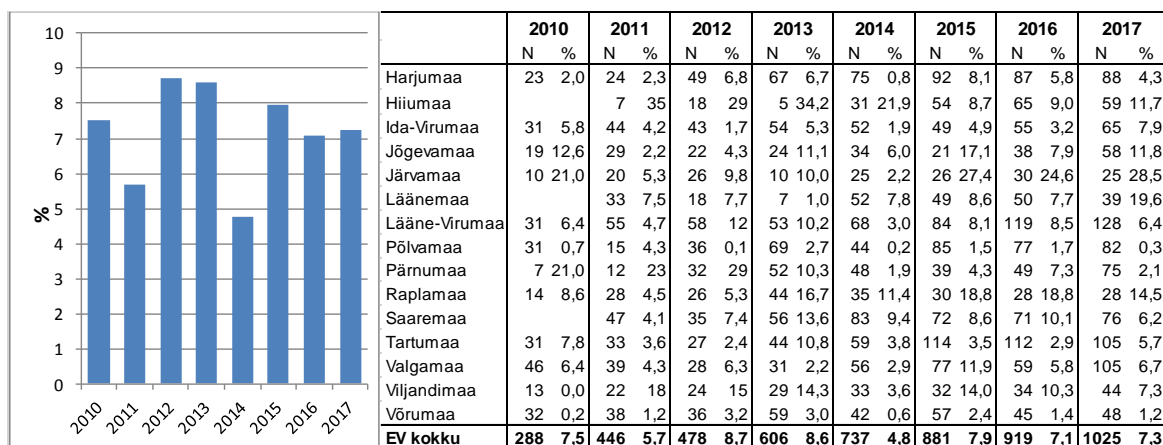 10
9
8
7
6
5
4
3
2
1
0
%
2010 2011 2012 2013 2014 2015 2016 2017
2010 2011 2012 2013 2014 2015 2016 2017
N % N % N % N % N % N % N % N %
Harjumaa 23 2,0 24 2,3 49 6,8 67 6,7 75 0,8 92 8,1 87 5,8 88 4,3
Hiiumaa 7 35 18 29 5 34,2 31 21,9 54 8,7 65 9,0 59 11,7
Ida-Virumaa 31 5,8 44 4,2 43 1,7 54 5,3 52 1,9 49 4,9 55 3,2 65 7,9
Jõgevamaa 19 12,6 29 2,2 22 4,3 24 11,1 34 6,0 21 17,1 38 7,9 58 11,8
Järvamaa 10 21,0 20 5,3 26 9,8 10 10,0 25 2,2 26 27,4 30 24,6 25 28,5
Läänemaa 33 7,5 18 7,7 7 1,0 52 7,8 49 8,6 50 7,7 39 19,6
Lääne-Virumaa 31 6,4 55 4,7 58 12 53 10,2 68 3,0 84 8,1 119 8,5 128 6,4
Põlvamaa 31 0,7 15 4,3 36 0,1 69 2,7 44 0,2 85 1,5 77 1,7 82 0,3
Pärnumaa 7 21,0 12 23 32 29 52 10,3 48 1,9 39 4,3 49 7,3 75 2,1
Raplamaa 14 8,6 28 4,5 26 5,3 44 16,7 35 11,4 30 18,8 28 18,8 28 14,5
Saaremaa 47 4,1 35 7,4 56 13,6 83 9,4 72 8,6 71 10,1 76 6,2
Tartumaa 31 7,8 33 3,6 27 2,4 44 10,8 59 3,8 114 3,5 112 2,9 105 5,7
Valgamaa 46 6,4 39 4,3 28 6,3 31 2,2 56 2,9 77 11,9 59 5,8 105 6,7
Viljandimaa 13 0,0 22 18 24 15 29 14,3 33 3,6 32 14,0 34 10,3 44 7,3
Võrumaa 32 0,2 38 1,2 36 3,2 59 3,0 42 0,6 57 2,4 45 1,4 48 1,2
EV kokku 288 7,5 446 5,7 478 8,7 606 8,6 737 4,8 881 7,9 919 7,1 1025 7,3